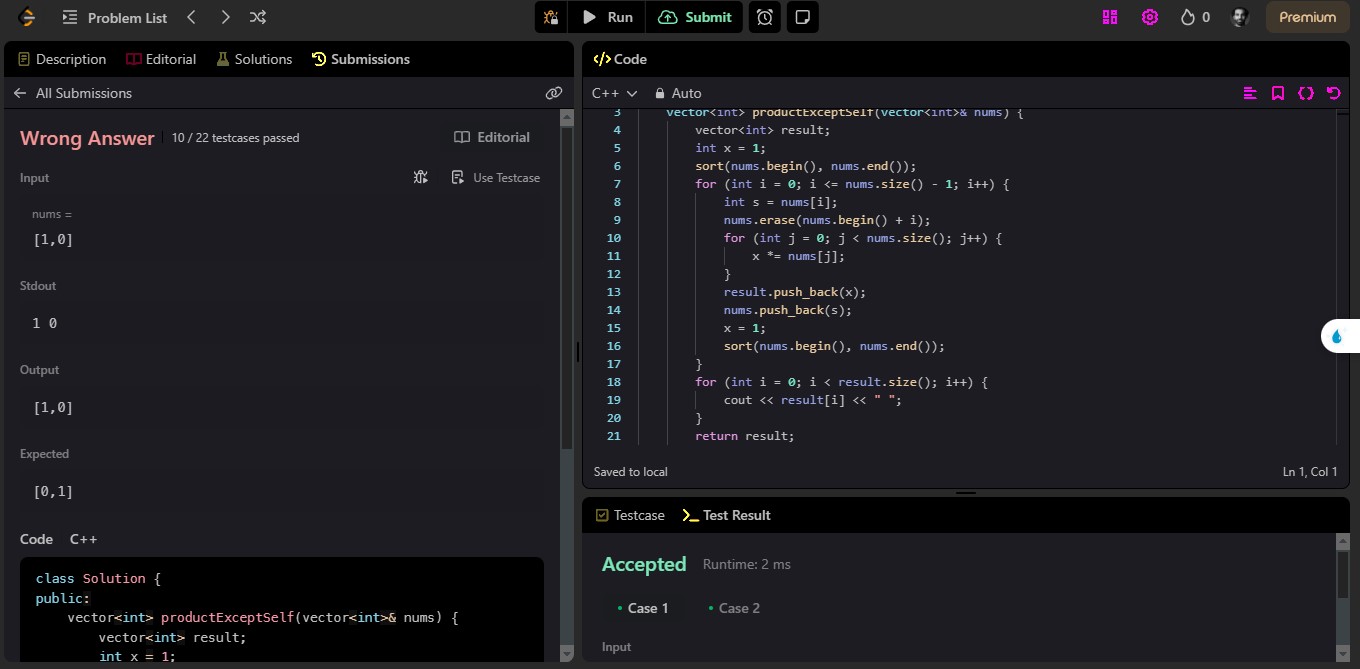 Problem List
Run
Submit
0
Premium
Description
Editorial
Solutions
Submissions
All Submissions
Wrong Answer
10 / 22 testcases passed
Editorial
Input
Use Testcase
nums =
[1,0]
Stdout
1 0
Output
[1,0]
Expected
[0,1]
Code
C++
class Solution {
public:
vector<int> productExceptSelf(vector<int>& nums) {
vector<int> result;
int x = 1;
</> Code
C++
Auto
3 vector<int> productExceptSelf(vector<int>& nums) {
4 vector<int> result;
5 int x = 1;
6 sort(nums.begin(), nums.end());
7 for (int i = 0; i <= nums.size() - 1; i++) {
8 int s = nums[i];
9 nums.erase(nums.begin() + i);
10 for (int j = 0; j < nums.size(); j++) {
11 x *= nums[j];
12 }
13 result.push_back(x);
14 nums.push_back(s);
15 x = 1;
16 sort(nums.begin(), nums.end());
17 }
18 for (int i = 0; i < result.size(); i++) {
19 cout << result[i] << " ";
20 }
21 return result;
Saved to local
Ln 1, Col 1
Testcase
Test Result
Accepted
Runtime: 2 ms
• Case 1
• Case 2
Input